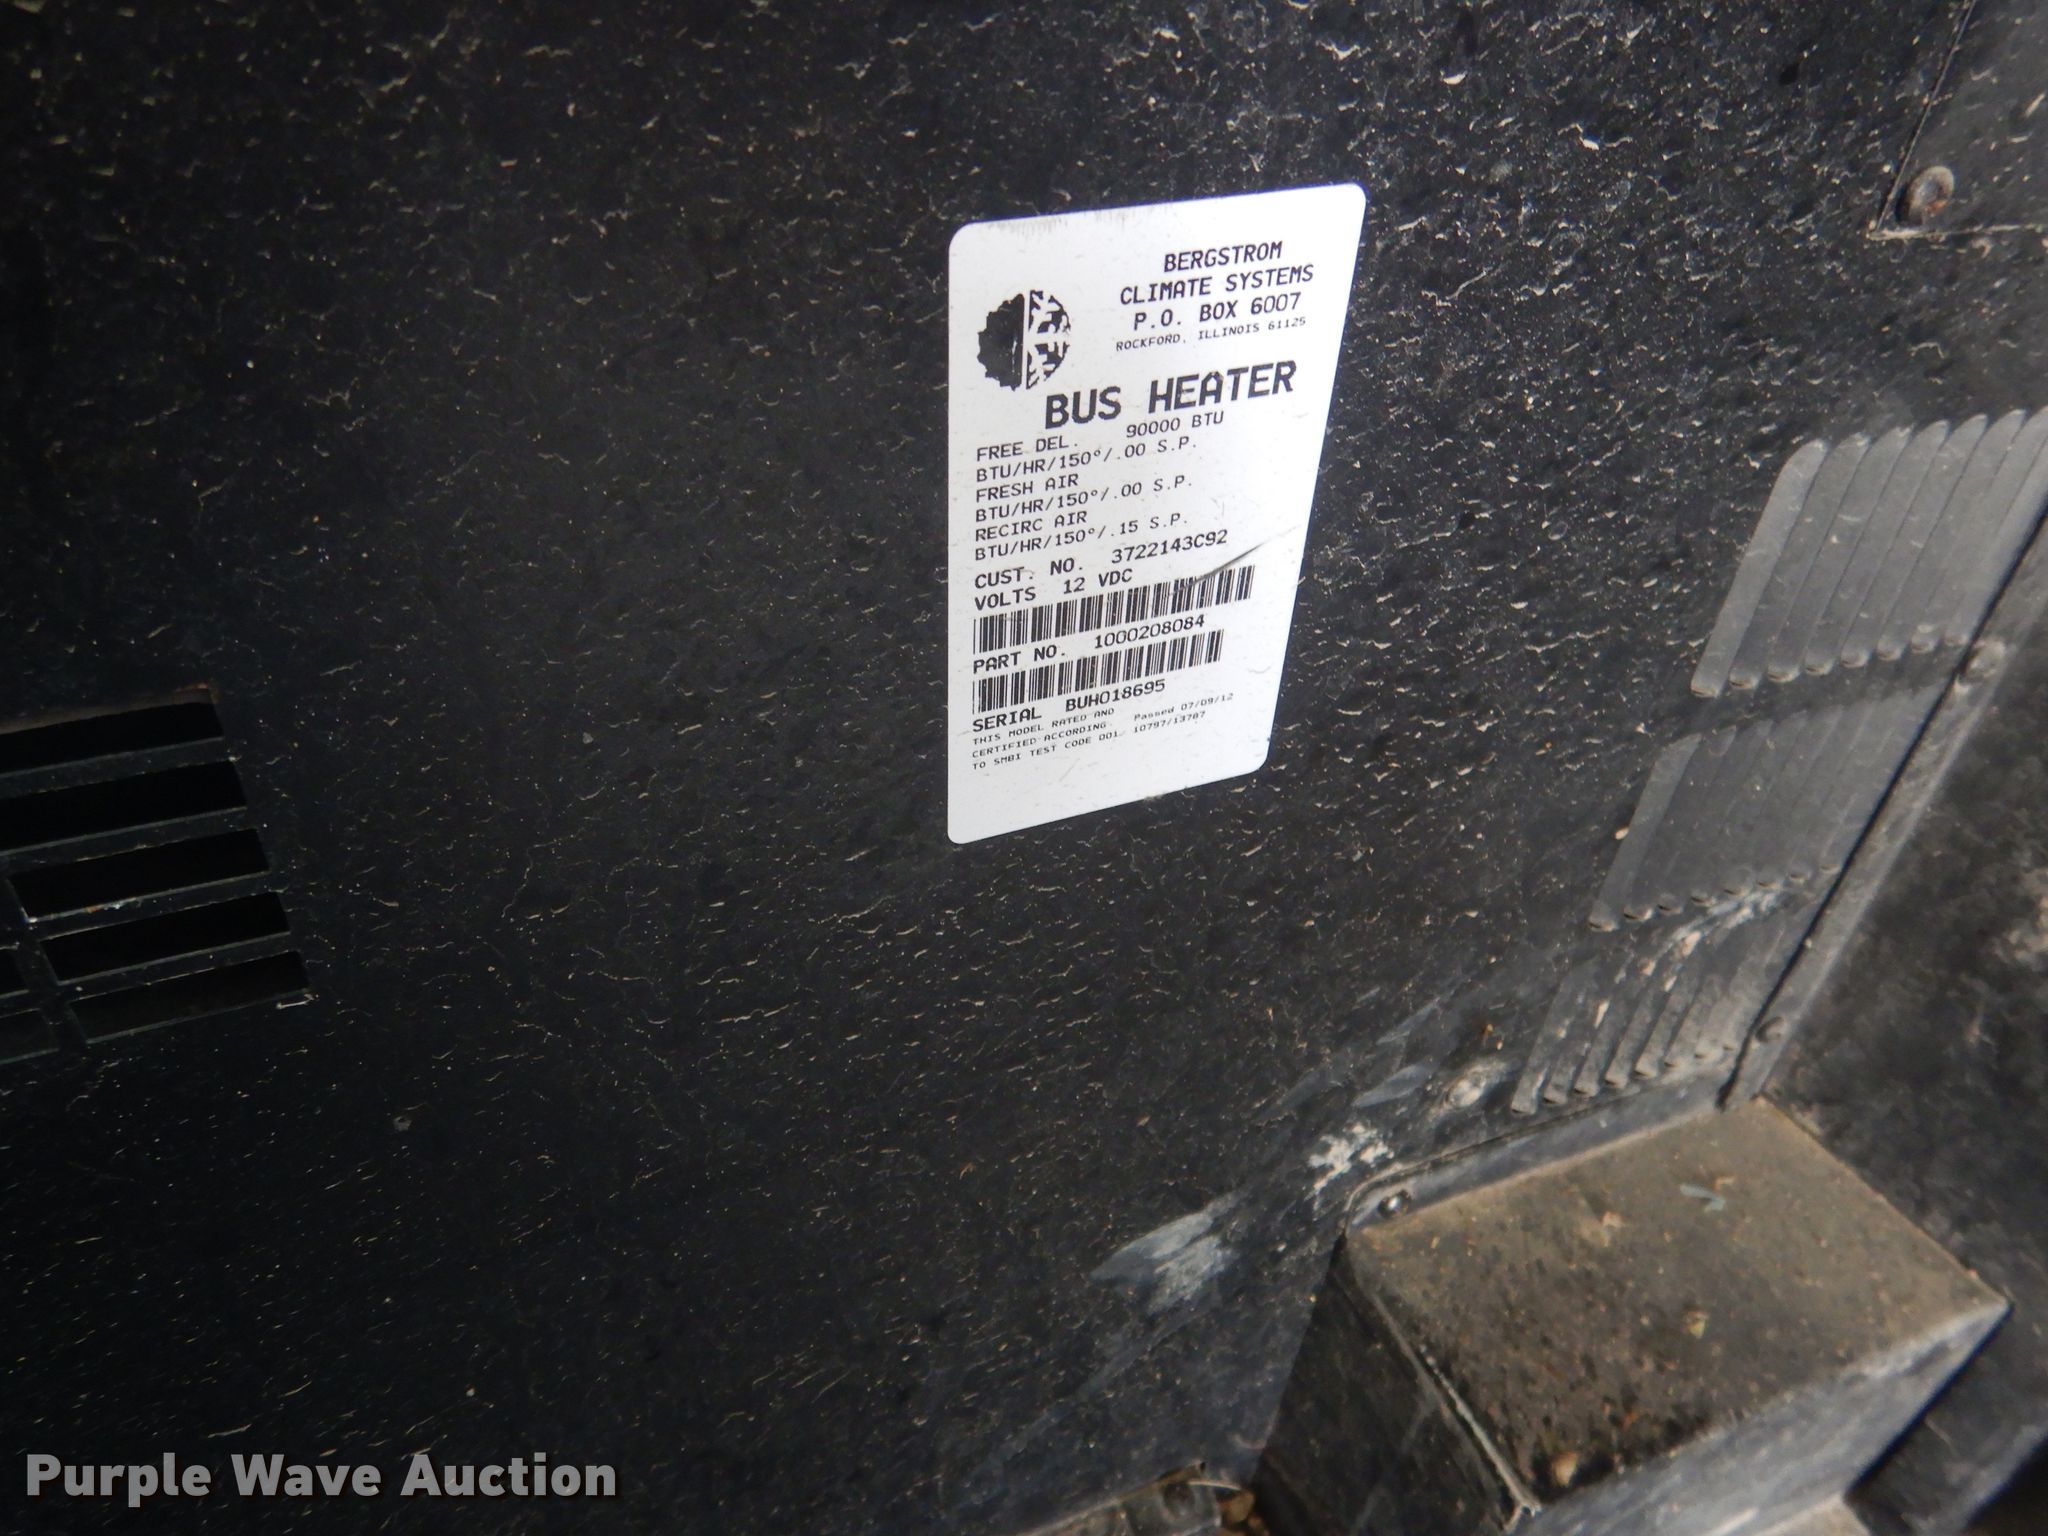 BERGSTROM
CLIMATE SYSTEMS
P.O. BOX 6007
ROCKFORD, ILLINOIS 61125
BUS HEATER
FREE DEL. 90000 BTU
BTU/HR/150°/.00 S.P.
FRESH AIR
BTU/HR/150°/.00 S.P.
RECIRC AIR
BTU/HR/150°/.15 S.P.
CUST. NO. 3722143C92
VOLTS 12 VDC
PART NO. 1000208084
SERIAL BUH018695
THIS MODEL RATED AND Passed 07/09/12
CERTIFIED ACCORDING 10797/13787
TO SMBI TEST CODE 001
Purple Wave Auction